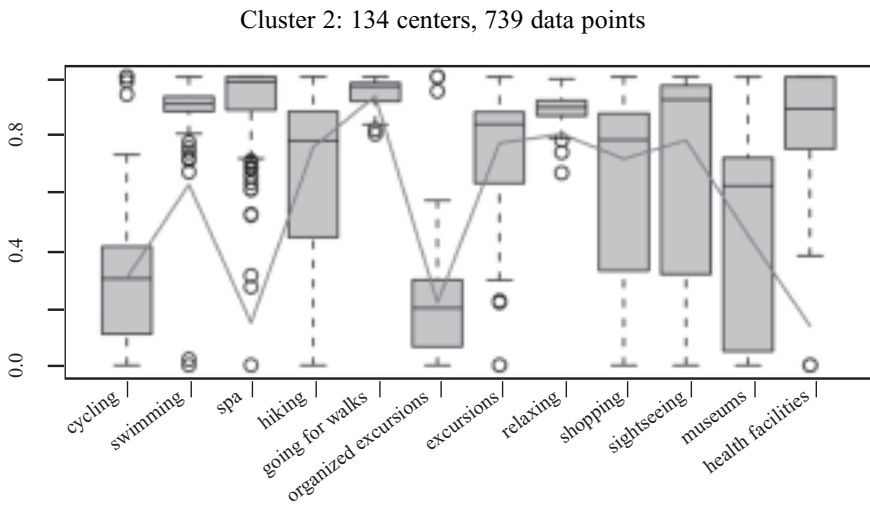 Cluster 2: 134 centers, 739 data points
0.8
0.4
0.0
cycling
swimming
spa
hiking
going for walks
organized excursions
excursions
relaxing
shopping
sightseeing
museums
health facilities